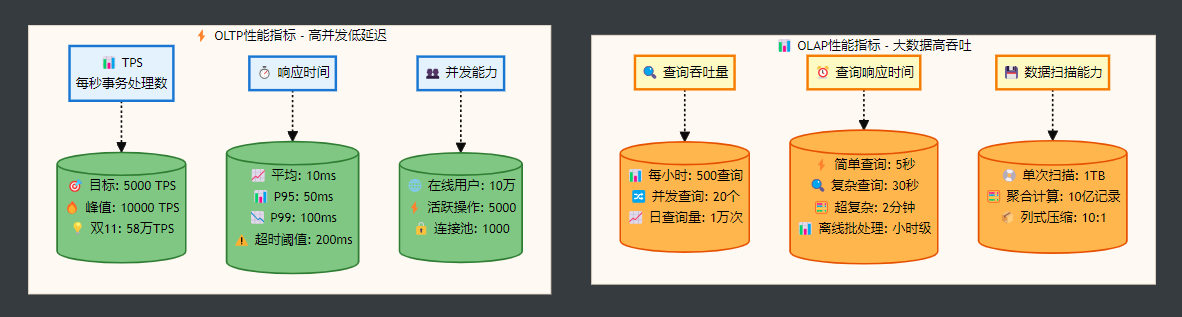 ⚡ OLTP性能指标 - 高并发低延迟
📊 TPS
每秒事务处理数
⏱ 响应时间
👥 并发能力
🎯 目标: 5000 TPS
🔥 峰值: 10000 TPS
💡 双11: 58万TPS
📈 平均: 10ms
📊 P95: 50ms
📉 P99: 100ms
⚠️ 超时阈值: 200ms
🌐 在线用户: 10万
⚡ 活跃操作: 5000
🔒 连接池: 1000
📊 OLAP性能指标 - 大数据高吞吐
🔍 查询吞吐量
⏰ 查询响应时间
💾 数据扫描能力
📊 每小时: 500查询
🔀 并发查询: 20个
📈 日查询量: 1万次
⚡ 简单查询: 5秒
🔍 复杂查询: 30秒
🧮 超复杂: 2分钟
📊 离线批处理: 小时级
💿 单次扫描: 1TB
🧮 聚合计算: 10亿记录
📦 列式压缩: 10:1